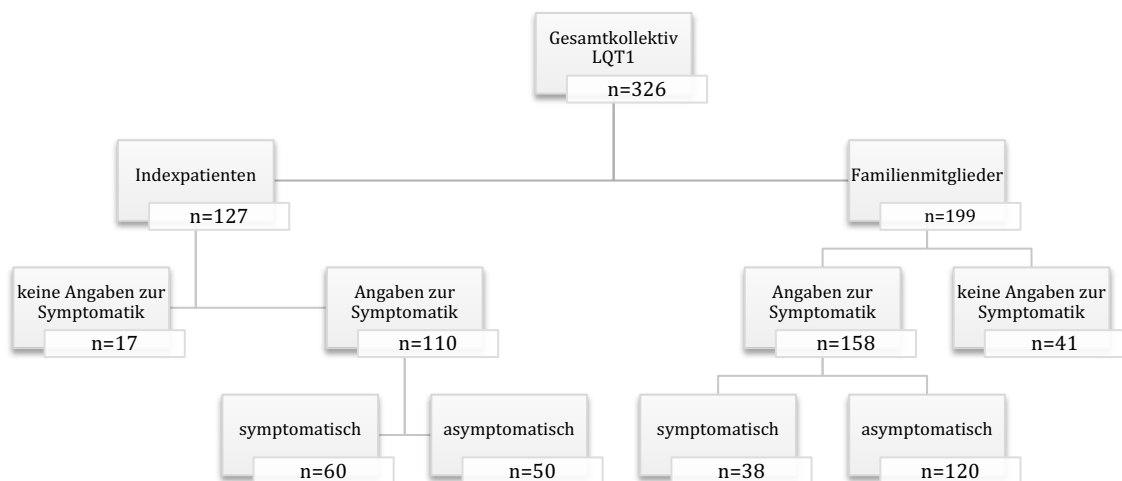 Gesamtkollektiv
LQT1
n=326
Indexpatienten
n=127
Familienmitglieder
n=199
keine Angaben zur
Symptomatik
n=17
Angaben zur
Symptomatik
n=110
Angaben zur
Symptomatik
n=158
keine Angaben zur
Symptomatik
n=41
symptomatisch
n=60
asymptomatisch
n=50
symptomatisch
n=38
asymptomatisch
n=120